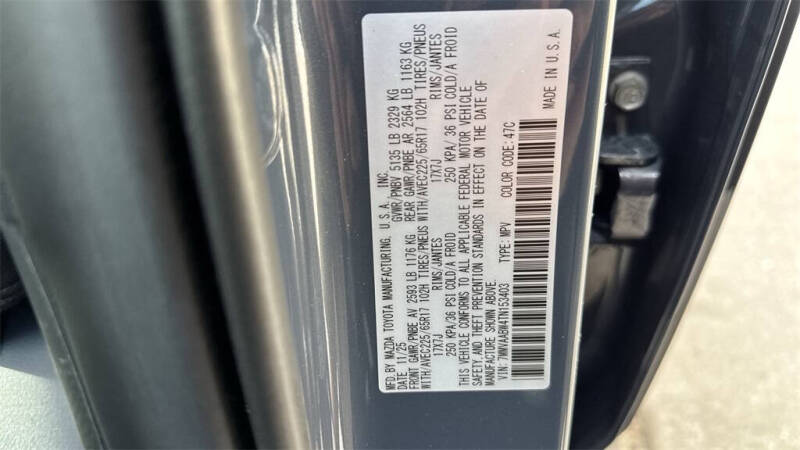 MFD.BY MAZDA TOYOTA MANUFACTURING, U.S.A., INC.
DATE 11/25 GVWR/PNBV 5135 LB 2329 KG
FRONT GAWR/PNBE AV 2593 LB 1176 KG REAR GAWR/PNBE AR 2564 LB 1163 KG
WITH/AVEC225/65R17 102H TIRES/PNEUS WITH/AVEC225/65R17 102H TIRES/PNEUS
17X7J RIMS/JANTES 17X7J RIMS/JANTES
250 KPA/36 PSI COLD/A FROID 250 KPA/ 36 PSI COLD/A FROID
THIS VEHICLE CONFORMS TO ALL APPLICABLE FEDERAL MOTOR VEHICLE
SAFETY, AND THEFT PREVENTION STANDARDS IN EFFECT ON THE DATE OF
MANUFACTURE SHOWN ABOVE.
VIN: TYPE: MPV COLOR CODE: 47C
MADE IN U.S.A.